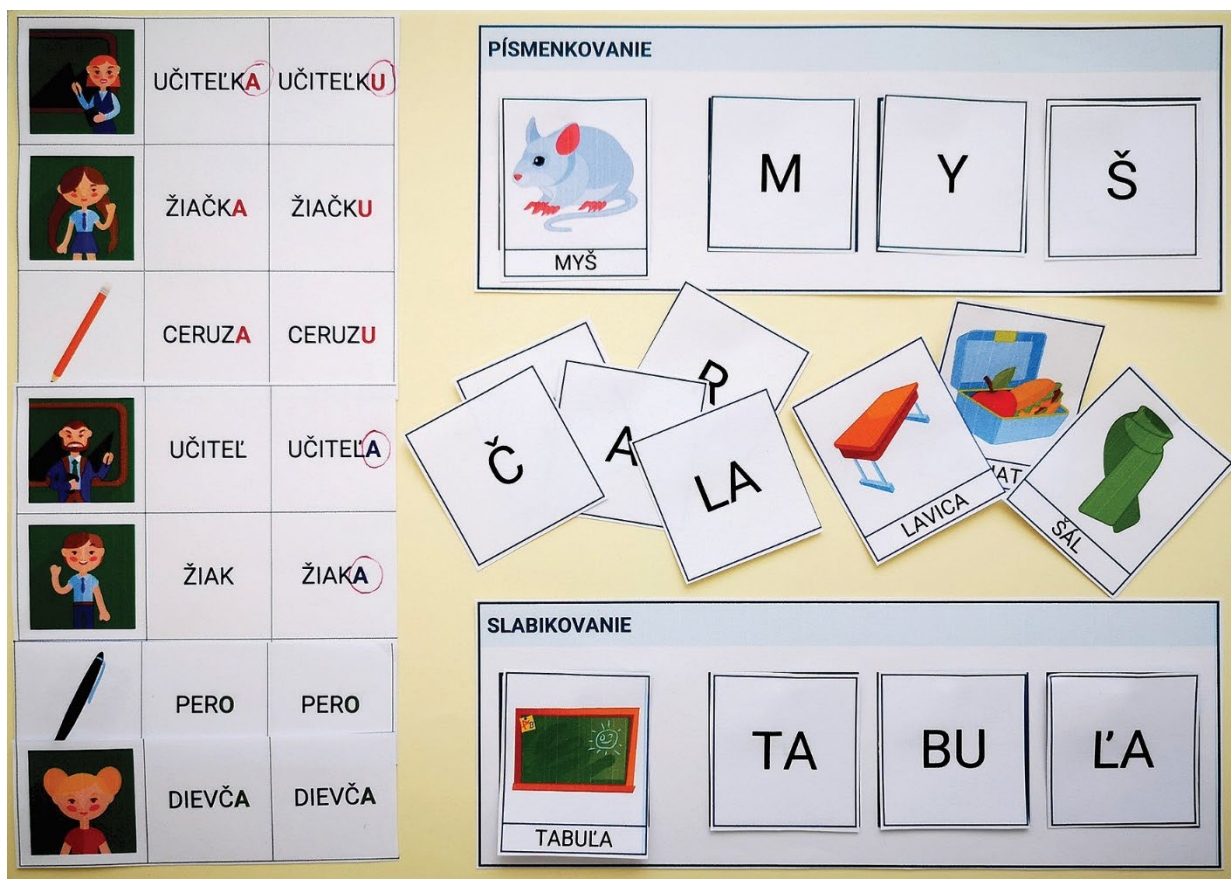 UČITEĽKA UČITEĽKU
ŽIAČKA ŽIAČKU
CERUZA CERUZU
UČITEĽ UČITEĽA
ŽIAK ŽIAKA
PERO PERO
DIEVČA DIEVČA
PÍSMENKOVANIE
M Y Š
MYŠ
Č A R
LA
LAVICA
ŠÁL
SLABIKOVANIE
TA BU ĽA
TABUĽA